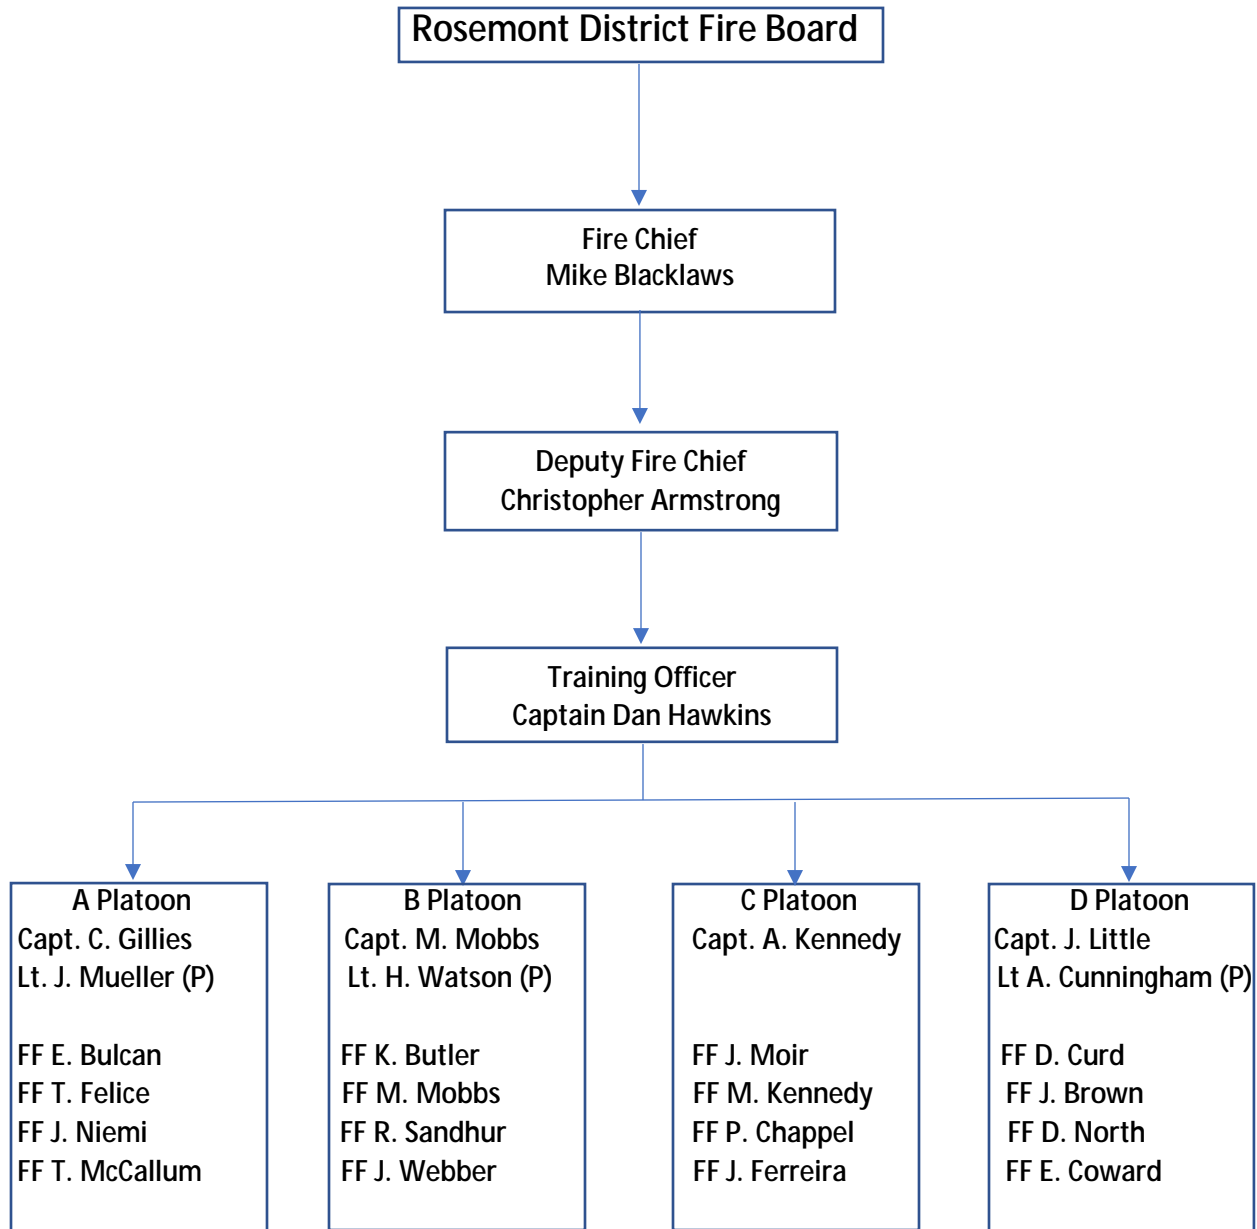 Rosemont District Fire Board
Fire Chief
Mike Blacklaws
Deputy Fire Chief
Christopher Armstrong
Training Officer
Captain Dan Hawkins
A Platoon
Capt. C. Gillies
Lt. J. Mueller (P)
FF E. Bulcan
FF T. Felice
FF J. Niemi
FF T. McCallum
B Platoon
Capt. M. Mobbs
Lt. H. Watson (P)
FF K. Butler
FF M. Mobbs
FF R. Sandhur
FF J. Webber
C Platoon
Capt. A. Kennedy
FF J. Moir
FF M. Kennedy
FF P. Chappel
FF J. Ferreira
D Platoon
Capt. J. Little
Lt A. Cunningham (P)
FF D. Curd
FF J. Brown
FF D. North
FF E. Coward